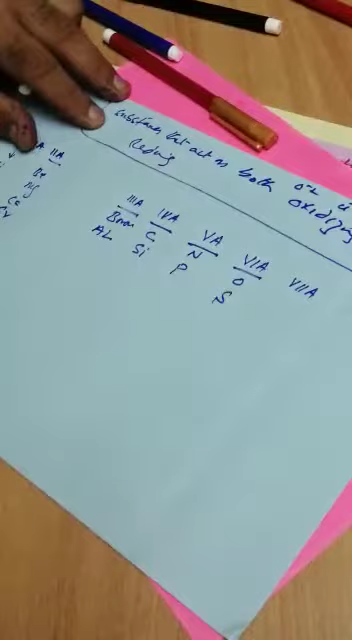 Substances that act as both oxidizing
Reducing
IIA
Be
Mg
Ca
IIIA IVA VA VIIA VIIA
Boron C N O
AL Si P S